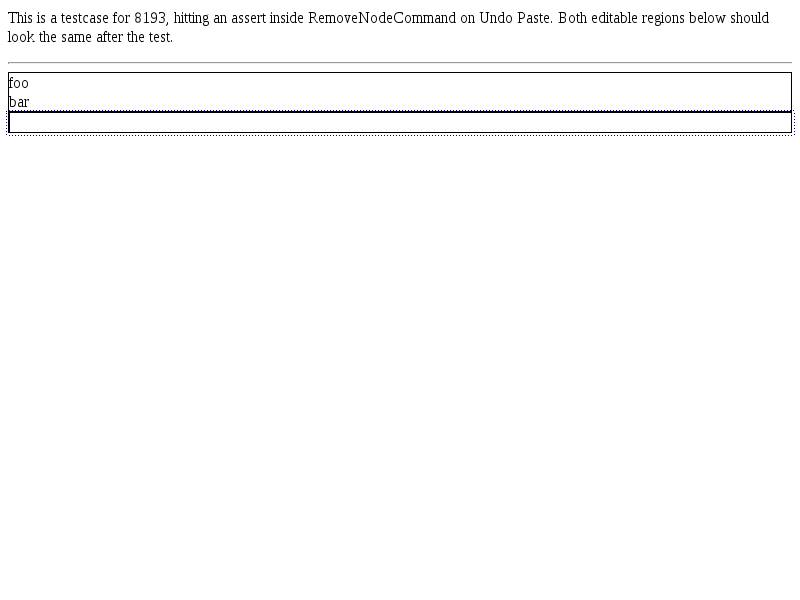 This is a testcase for 8193, hitting an assert inside RemoveNodeCommand on Undo Paste. Both editable regions below should
look the same after the test.
foo
bar